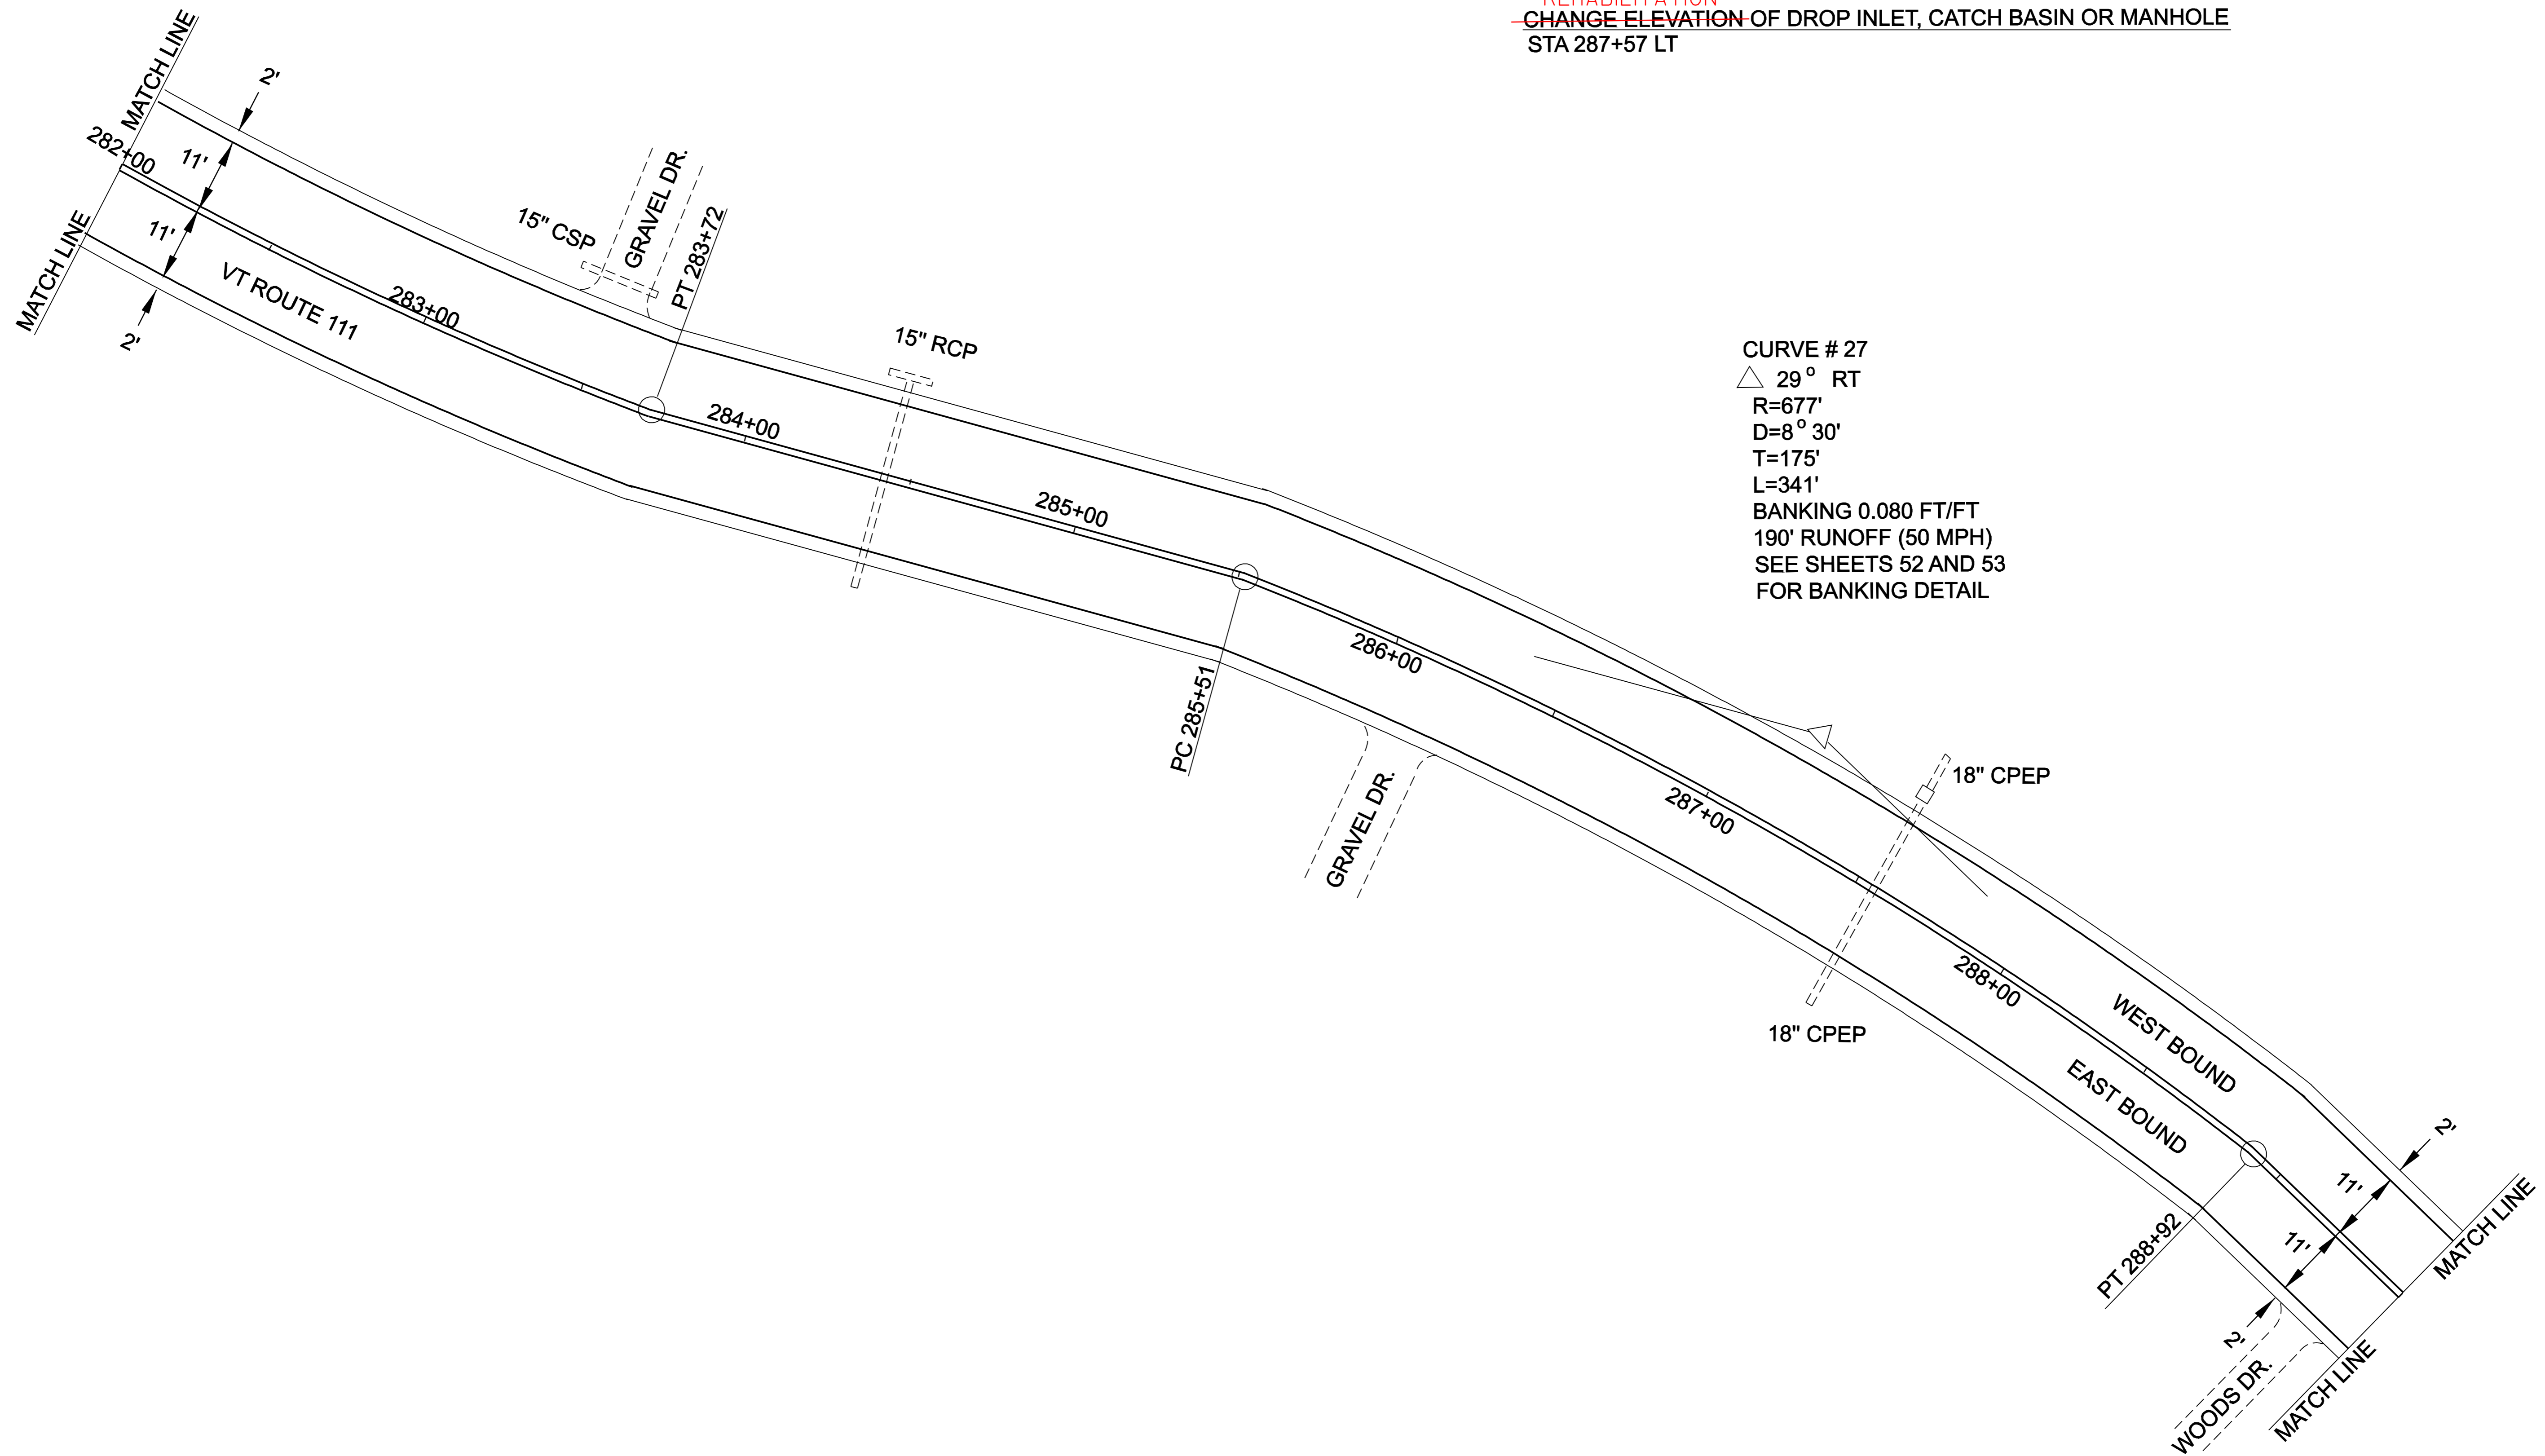 REHABILITATION
CHANGE ELEVATION OF DROP INLET, CATCH BASIN OR MANHOLE
STA 287+57 LT
MATCH LINE
2'
282+00
11'
11'
MATCH LINE
2'
VT ROUTE 111
283+00
15" CSP
GRAVEL DR.
PT 283+72
15" RCP
284+00
285+00
PC 285+51
CURVE # 27
29° RT
R=677'
D=8° 30'
T=175'
L=341'
BANKING 0.080 FT/FT
190' RUNOFF (50 MPH)
SEE SHEETS 52 AND 53
FOR BANKING DETAIL
286+00
GRAVEL DR.
287+00
18" CPEP
18" CPEP
288+00
WEST BOUND
EAST BOUND
PT 288+92
2'
11'
11'
2'
MATCH LINE
MATCH LINE
WOODS DR.